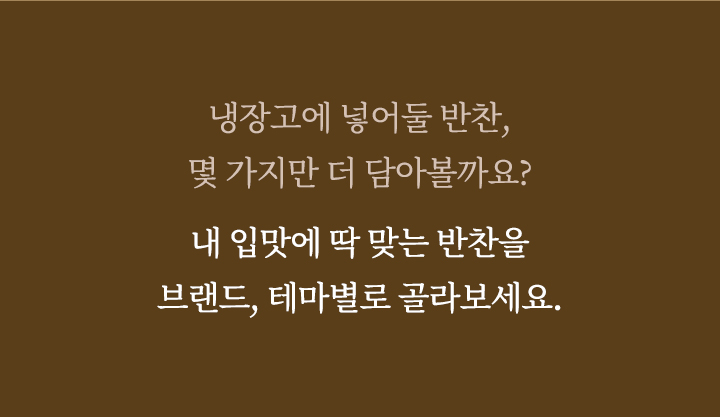 냉장고에 넣어둘 반찬,
몇 가지만 더 담아볼까요?
내 입맛에 딱 맞는 반찬을
브랜드, 테마별로 골라보세요.